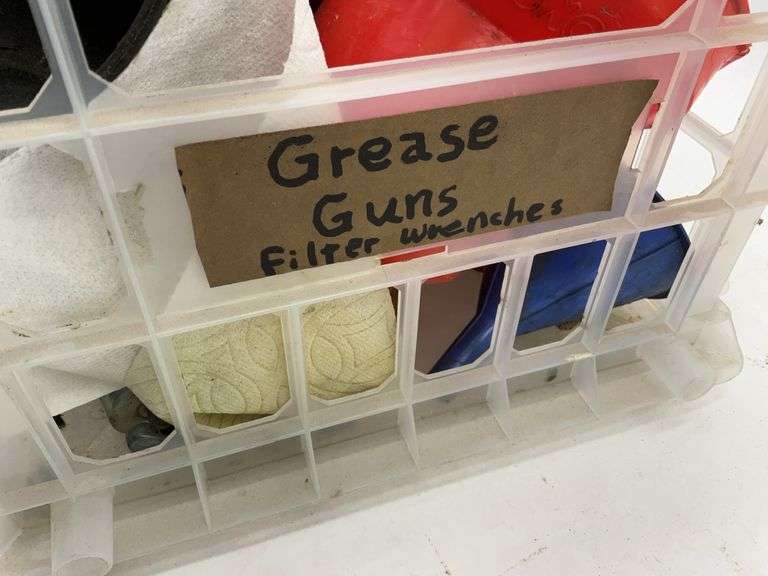 Grease
Guns
Filter wrenches